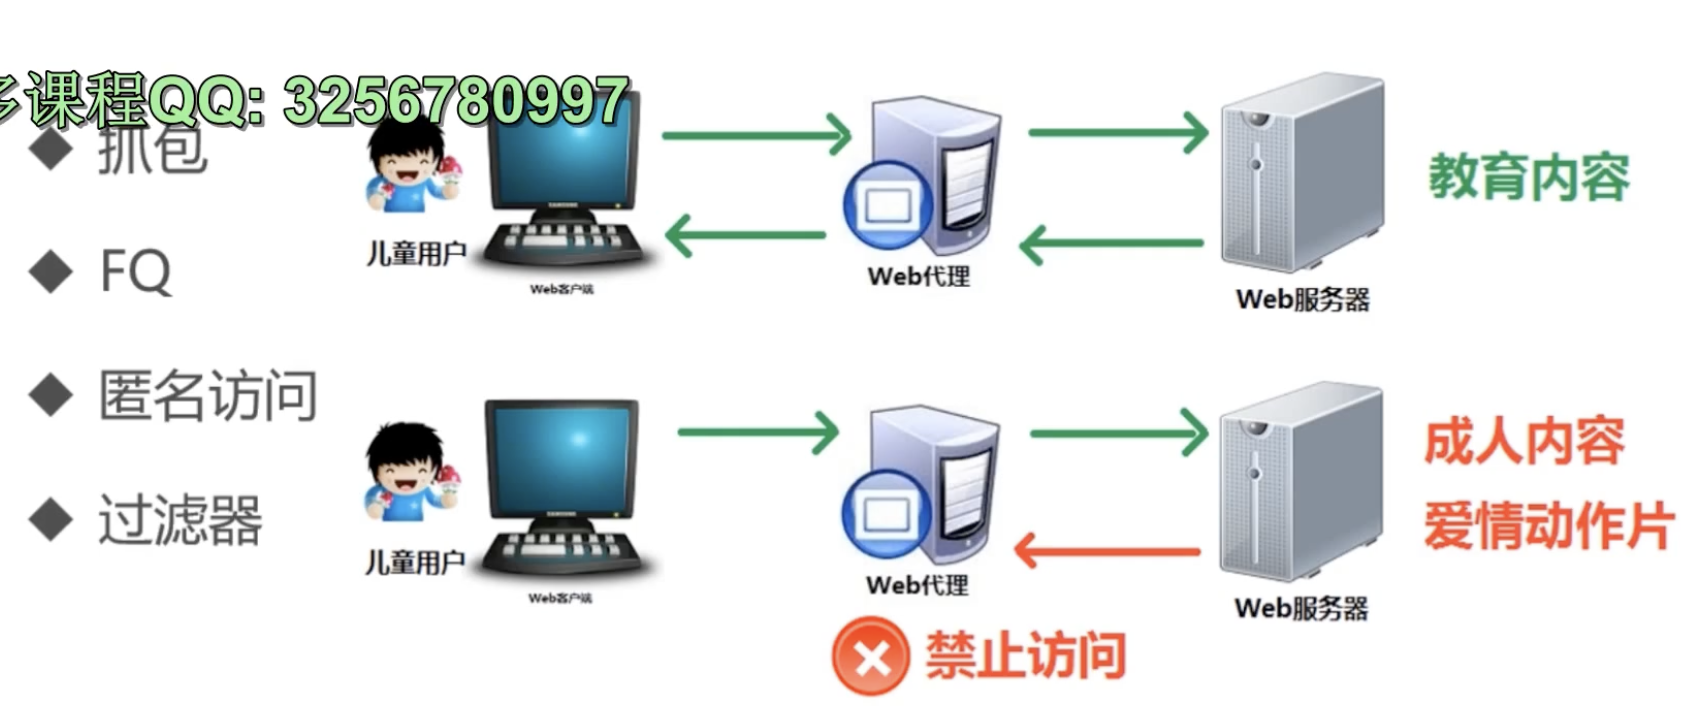 课程QQ: 3256780997
◆ 抓包
◆ FQ
◆ 匿名访问
◆ 过滤器
儿童用户
Web客户端
Web代理
Web服务器
教育内容
儿童用户
Web客户端
Web代理
Web服务器
成人内容
爱情动作片
禁止访问